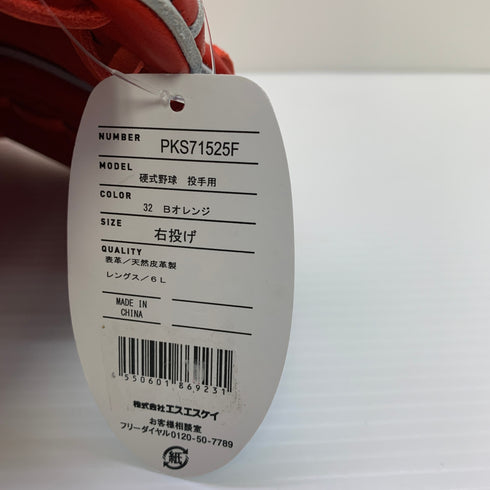 NUMBER PKS71525F
MODEL 硬式野球 投手用
COLOR 32 Bオレンジ
SIZE 右投げ
QUALITY
表革/天然皮革製
レングス/6L
MADE IN
CHINA
550601 869231
株式会社エスエスケイ
お客様相談室
フリーダイヤル0120-50-7789
紙